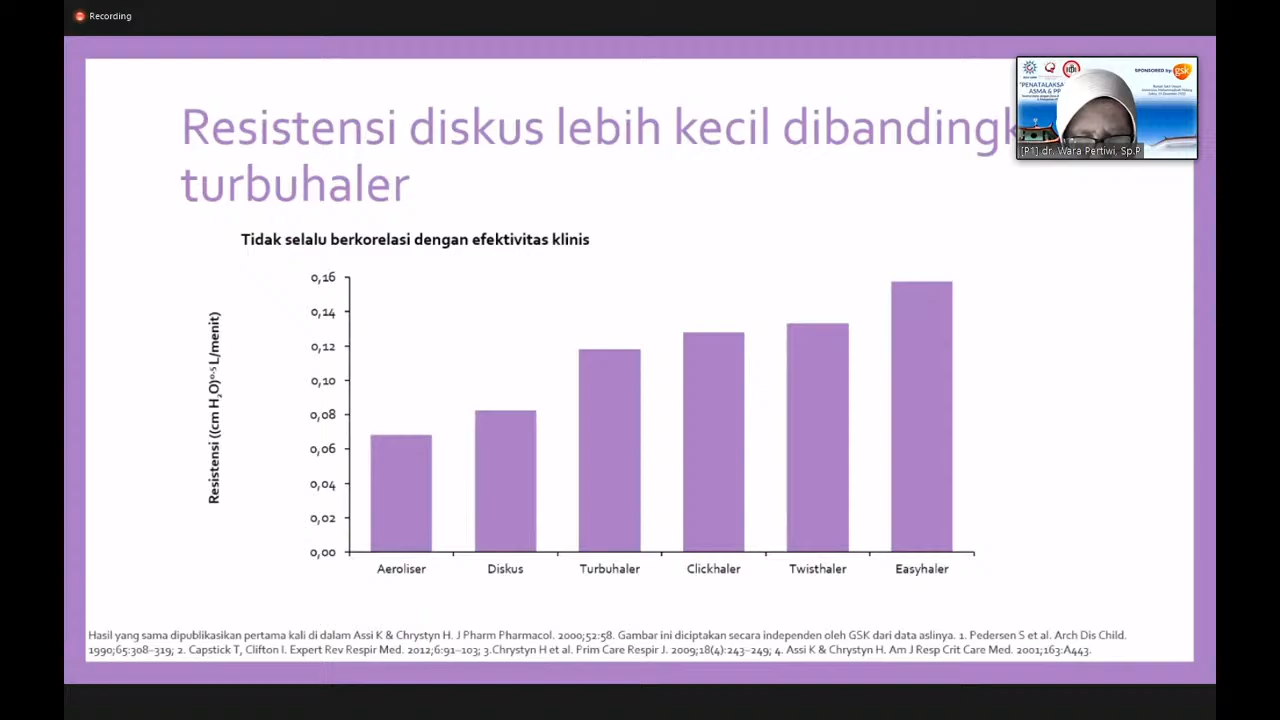 Recording
SPONSORED by: gsk
"PENATALAKSA
ASMA & PP
[P1] dr. Wara Pertiwi, Sp.P
Resistensi diskus lebih kecil dibandingk
turbuhaler
Tidak selalu berkorelasi dengan efektivitas klinis
Resistensi ((cm H₂O)⁰·⁵ L/menit)
0,16
0,14
0,12
0,10
0,08
0,06
0,04
0,02
0,00
Aeroliser Diskus Turbuhaler Clickhaler Twisthaler Easyhaler
Hasil yang sama dipublikasikan pertama kali di dalam Assi K & Chrystyn H. J Pharm Pharmacol. 2000;52:58. Gambar ini diciptakan secara independen oleh GSK dari data aslinya. 1. Pedersen S et al. Arch Dis Child.
1990;65:308–319; 2. Capstick T, Clifton I. Expert Rev Respir Med. 2012;6:91–103; 3.Chrystyn H et al. Prim Care Respir J. 2009;18(4):243–249; 4. Assi K & Chrystyn H. Am J Resp Crit Care Med. 2001;163:A443.